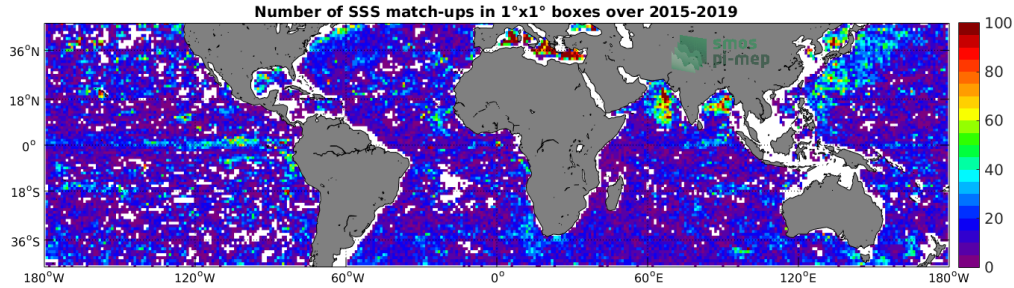 Number of SSS match-ups in 1°x1° boxes over 2015-2019
smos
pi-mep
36°N
18°N
0°
18°S
36°S
180°W
120°W
60°W
0°
60°E
120°E
180°W
100
80
60
40
20
0